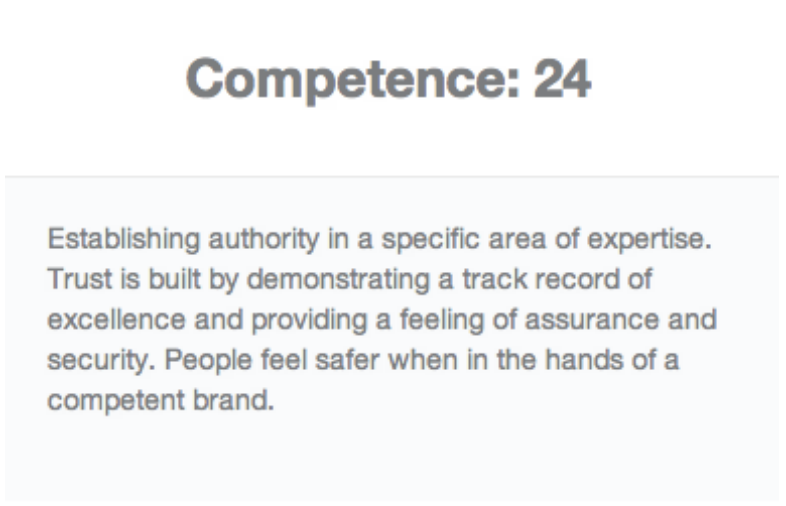 Competence: 24
Establishing authority in a specific area of expertise.
Trust is built by demonstrating a track record of
excellence and providing a feeling of assurance and
security. People feel safer when in the hands of a
competent brand.